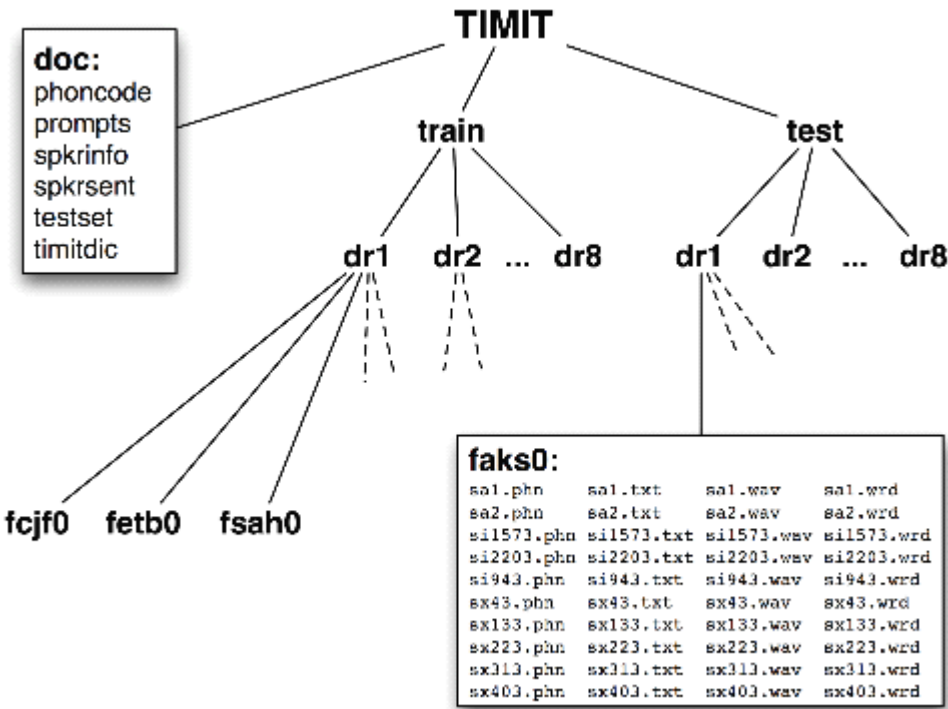 TIMIT
doc:
phoncode
prompts
spkrinfo
spkrsent
testset
timitdic
train
test
dr1 dr2 ... dr8
dr1 dr2 ... dr8
fcjf0 fetb0 fsah0
faks0:
sa1.phn sa1.txt sa1.wav sa1.wrd
sa2.phn sa2.txt sa2.wav sa2.wrd
si1573.phn si1573.txt si1573.wav si1573.wrd
si2203.phn si2203.txt si2203.wav si2203.wrd
si943.phn si943.txt si943.wav si943.wrd
sx43.phn sx43.txt sx43.wav sx43.wrd
sx133.phn sx133.txt sx133.wav sx133.wrd
sx223.phn sx223.txt sx223.wav sx223.wrd
sx313.phn sx313.txt sx313.wav sx313.wrd
sx403.phn sx403.txt sx403.wav sx403.wrd